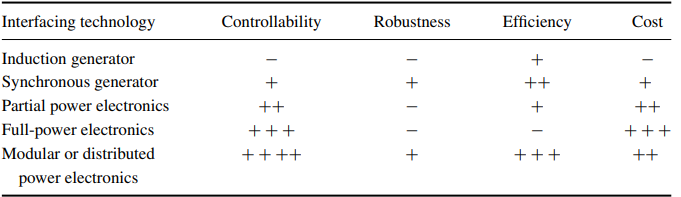 Interfacing technology Controllability Robustness Efficiency Cost
Induction generator − − + −
Synchronous generator + + ++ +
Partial power electronics ++ − + ++
Full-power electronics +++ − − +++
Modular or distributed ++++ + +++ ++
power electronics